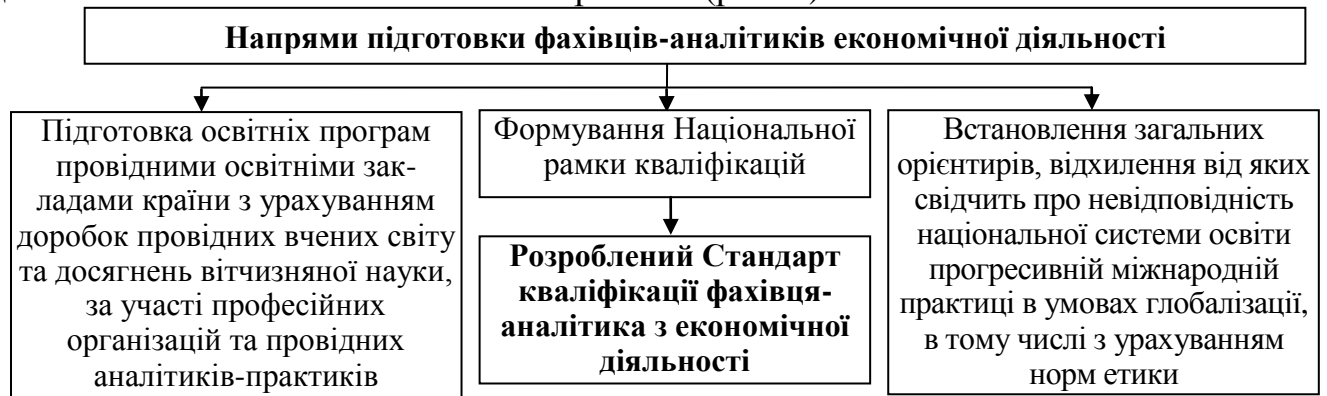 Напрями підготовки фахівців-аналітиків економічної діяльності
Підготовка освітніх програм
провідними освітніми зак-
ладами країни з урахуванням
доробок провідних вчених світу
та досягнень вітчизняної науки,
за участі професійних
організацій та провідних
аналітиків-практиків
Формування Національної
рамки кваліфікацій
Розроблений Стандарт
кваліфікації фахівця-
аналітика з економічної
діяльності
Встановлення загальних
орієнтирів, відхилення від яких
свідчить про невідповідність
національної системи освіти
прогресивній міжнародній
практиці в умовах глобалізації,
в тому числі з урахуванням
норм етики